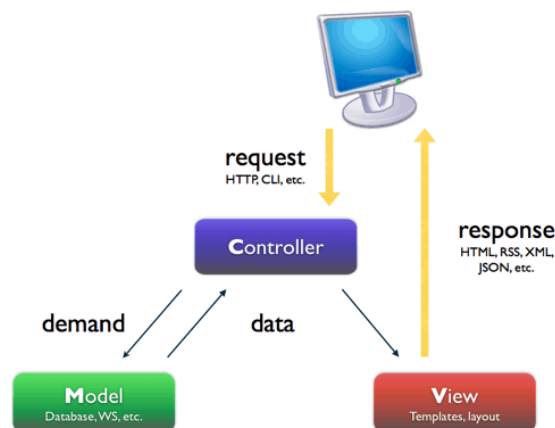 request
HTTP, CLI, etc.
response
HTML, RSS, XML,
JSON, etc.
Controller
demand
data
Model
Database, WS, etc.
View
Templates, layout